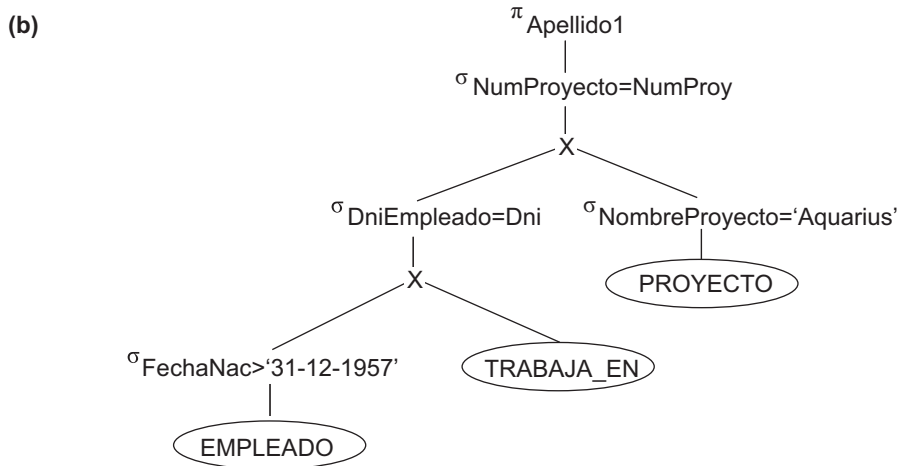 (b)
π Apellido1
σ NumProyecto=NumProy
X
σ DniEmpleado=Dni
σ NombreProyecto=‘Aquarius’
PROYECTO
X
σ FechaNac>‘31-12-1957’
TRABAJA_EN
EMPLEADO